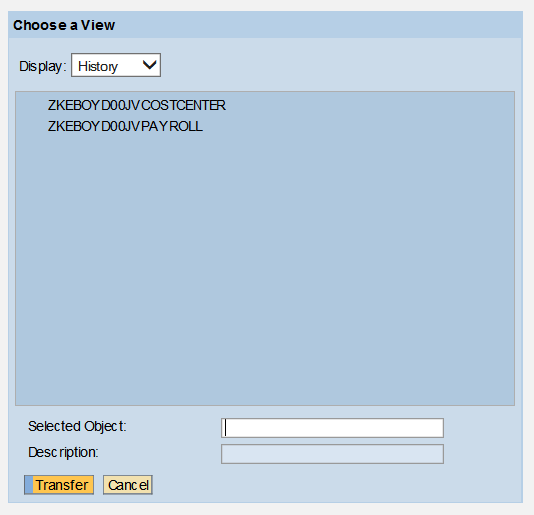 Choose a View
Display: History
ZKEBOYD00JVCOSTCENTER
ZKEBOYD00JVPAYROLL
Selected Object:
Description:
Transfer Cancel